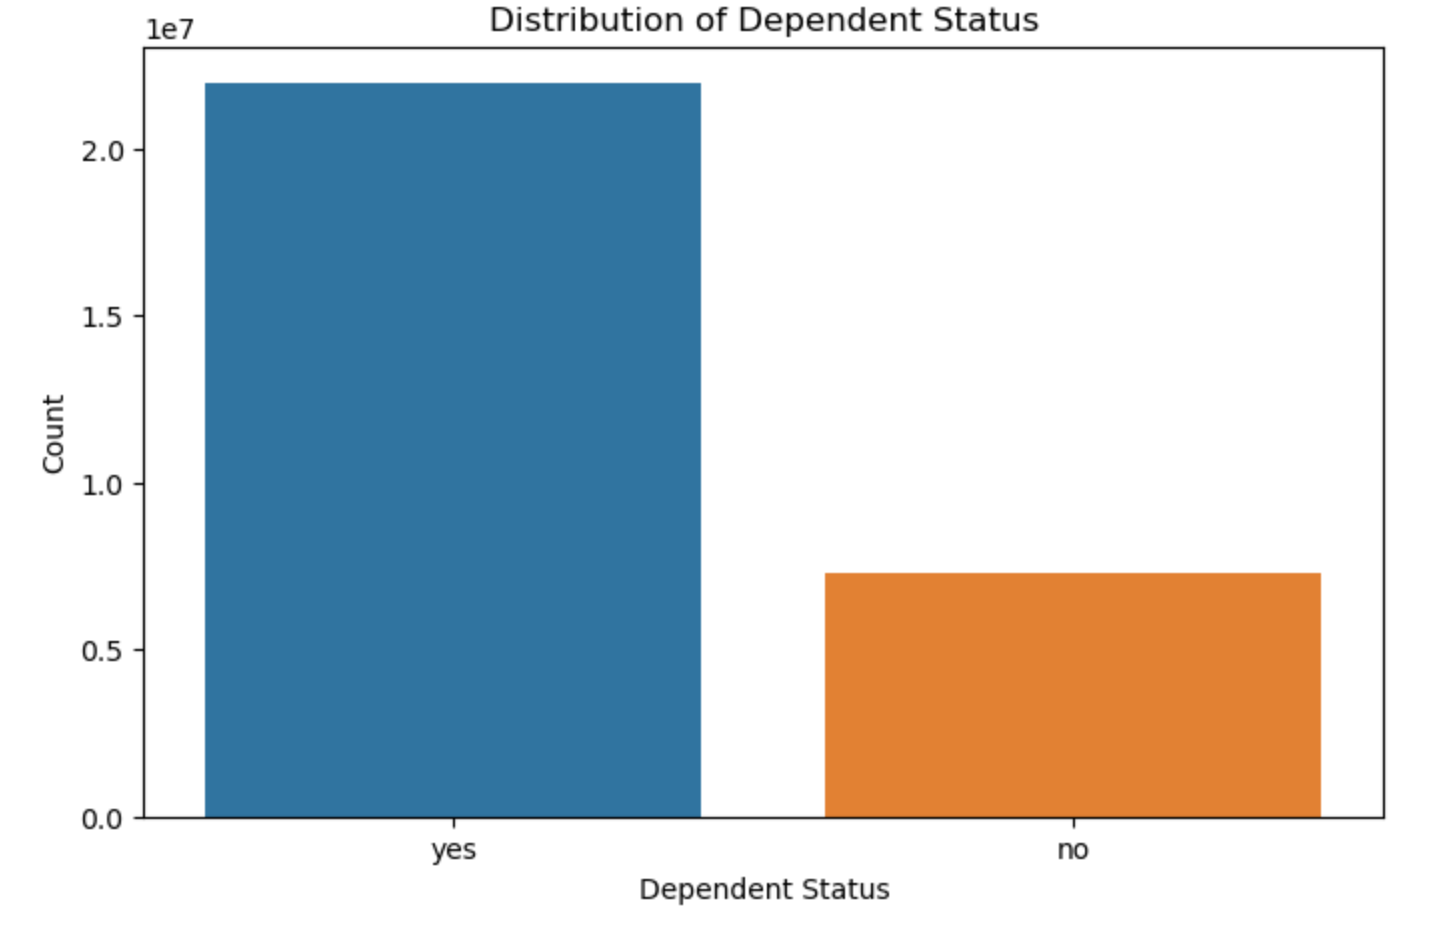 Distribution of Dependent Status
1e7
2.0
1.5
1.0
0.5
0.0
Count
yes no
Dependent Status